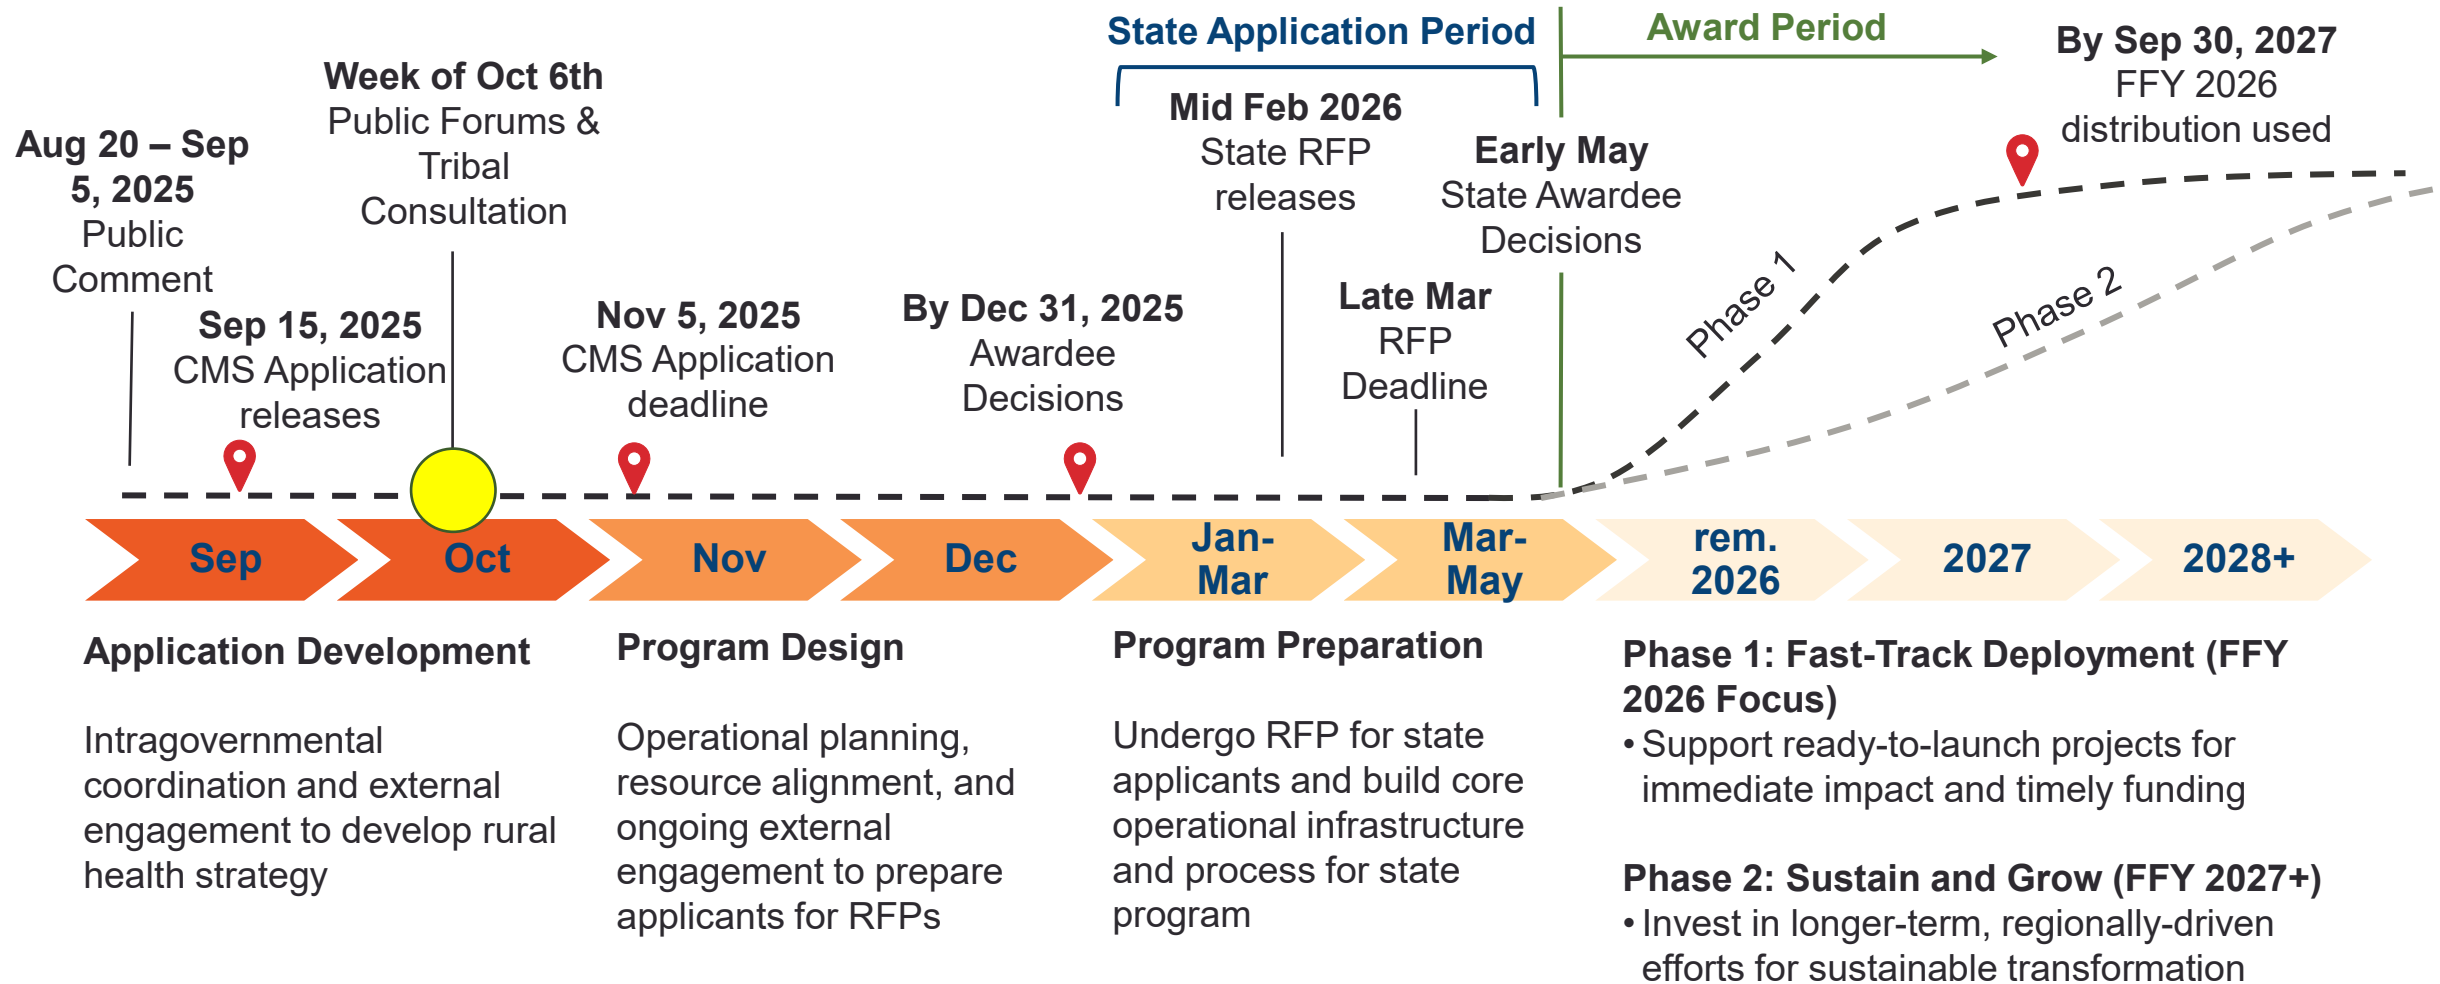 State Application Period
Award Period
Aug 20 – Sep
5, 2025
Public
Comment
Week of Oct 6th
Public Forums &
Tribal
Consultation
Sep 15, 2025
CMS Application
releases
Nov 5, 2025
CMS Application
deadline
By Dec 31, 2025
Awardee
Decisions
Mid Feb 2026
State RFP
releases
Late Mar
RFP
Deadline
Early May
State Awardee
Decisions
By Sep 30, 2027
FFY 2026
distribution used
Phase 1
Phase 2
Sep
Oct
Nov
Dec
Jan-
Mar
Mar-
May
rem.
2026
2027
2028+
Application Development
Intragovernmental
coordination and external
engagement to develop rural
health strategy
Program Design
Operational planning,
resource alignment, and
ongoing external
engagement to prepare
applicants for RFPs
Program Preparation
Undergo RFP for state
applicants and build core
operational infrastructure
and process for state
program
Phase 1: Fast-Track Deployment (FFY
2026 Focus)
• Support ready-to-launch projects for
immediate impact and timely funding
Phase 2: Sustain and Grow (FFY 2027+)
• Invest in longer-term, regionally-driven
efforts for sustainable transformation